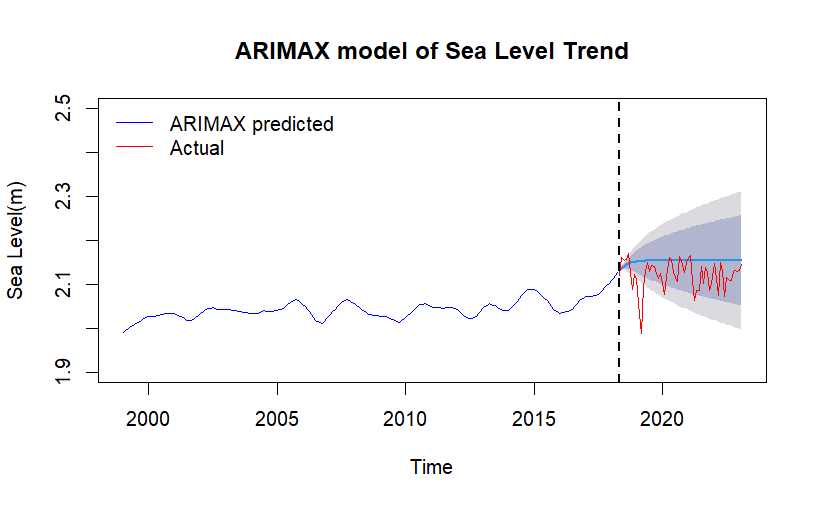 ARIMAX model of Sea Level Trend
ARIMAX predicted
Actual
Sea Level(m)
2.5
2.3
2.1
1.9
2000 2005 2010 2015 2020
Time